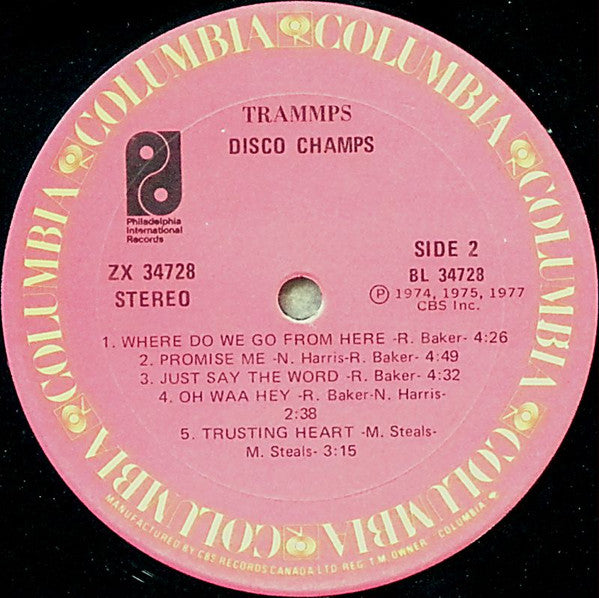 COLUMBIA COLUMBIA COLUMBIA COLUMBIA COLUMBIA COLUMBIA
TRAMMPS
DISCO CHAMPS
Philadelphia
International
Records
ZX 34728
STEREO
SIDE 2
BL 34728
Ⓟ 1974, 1975, 1977
CBS Inc.
1. WHERE DO WE GO FROM HERE -R. Baker- 4:26
2. PROMISE ME -N. Harris-R. Baker- 4:49
3. JUST SAY THE WORD -R. Baker- 4:32
4. OH WAA HEY -R. Baker-N. Harris-
2:38
5. TRUSTING HEART -M. Steals-
M. Steals- 3:15
MANUFACTURED BY CBS RECORDS CANADA LTD REG. T.M. OWNER "COLUMBIA"